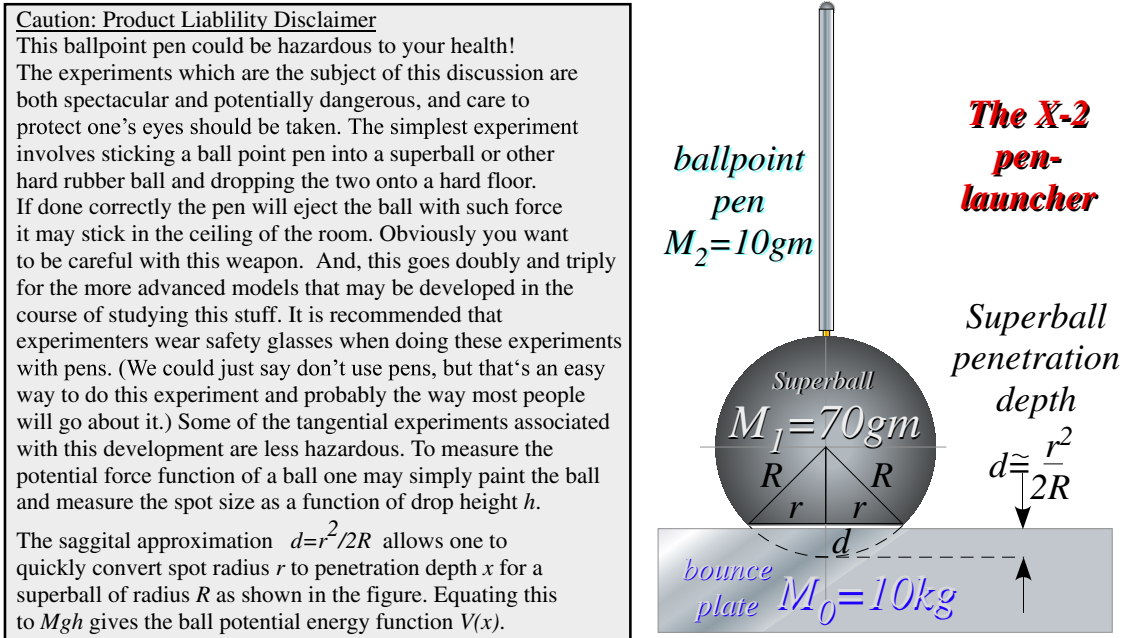 Caution: Product Liablility Disclaimer
This ballpoint pen could be hazardous to your health!
The experiments which are the subject of this discussion are
both spectacular and potentially dangerous, and care to
protect one's eyes should be taken. The simplest experiment
involves sticking a ball point pen into a superball or other
hard rubber ball and dropping the two onto a hard floor.
If done correctly the pen will eject the ball with such force
it may stick in the ceiling of the room. Obviously you want
to be careful with this weapon.  And, this goes doubly and triply
for the more advanced models that may be developed in the
course of studying this stuff. It is recommended that
experimenters wear safety glasses when doing these experiments
with pens. (We could just say don't use pens, but that‘s an easy
way to do this experiment and probably the way most people
will go about it.) Some of the tangential experiments associated
with this development are less hazardous. To measure the
potential force function of a ball one may simply paint the ball
and measure the spot size as a function of drop height h.
The saggital approximation d=r²/2R allows one to
quickly convert spot radius r to penetration depth x for a
superball of radius R as shown in the figure. Equating this
to Mgh gives the ball potential energy function V(x).
The X-2
pen-
launcher
ballpoint
pen
M₂=10gm
Superball
M₁=70gm
R R
r r
d
Superball
penetration
depth
d≅r²/2R
bounce
plate M₀=10kg